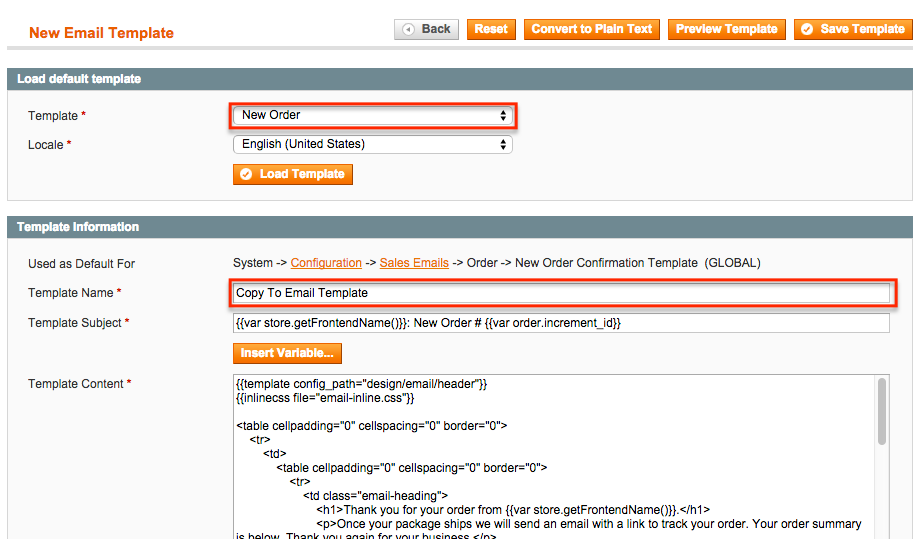 New Email Template Back Reset Convert to Plain Text Preview Template Save Template
Load default template
Template * New Order
Locale * English (United States)
Load Template
Template Information
Used as Default For System -> Configuration -> Sales Emails -> Order -> New Order Confirmation Template (GLOBAL)
Template Name * Copy To Email Template
Template Subject * {{var store.getFrontendName()}}: New Order # {{var order.increment_id}}
Insert Variable...
Template Content * {{template config_path="design/email/header"}}
{{inlinecss file="email-inline.css"}}
<table cellpadding="0" cellspacing="0" border="0">
<tr>
<td>
<table cellpadding="0" cellspacing="0" border="0">
<tr>
<td class="email-heading">
<h1>Thank you for your order from {{var store.getFrontendName()}}.</h1>
<p>Once your package ships we will send an email with a link to track your order. Your order summary
is below. Thank you again for your business.</p>